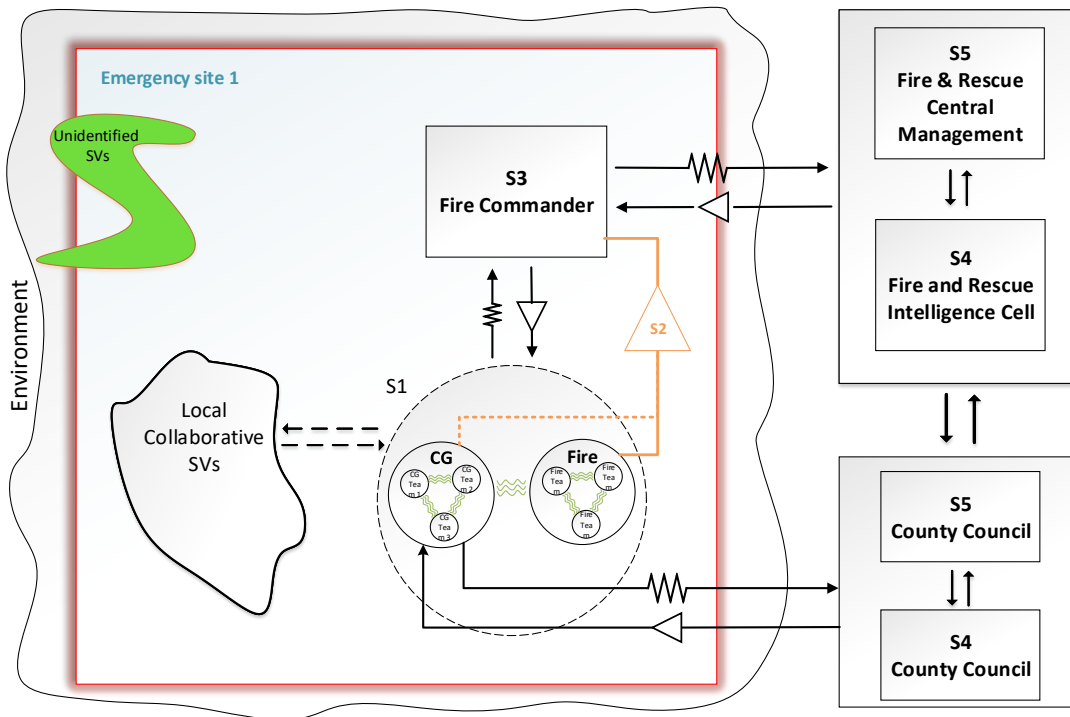 Emergency site 1
Unidentified
SVs
Environment
S3
Fire Commander
S5
Fire & Rescue
Central
Management
S4
Fire and Rescue
Intelligence Cell
S2
S1
Local
Collaborative
SVs
CG
CG
Tea
m 1
CG
Tea
m 2
CG
Tea
m 3
Fire
Fire
Tea
m
Fire
Tea
m
Fire
Tea
m
S5
County Council
S4
County Council